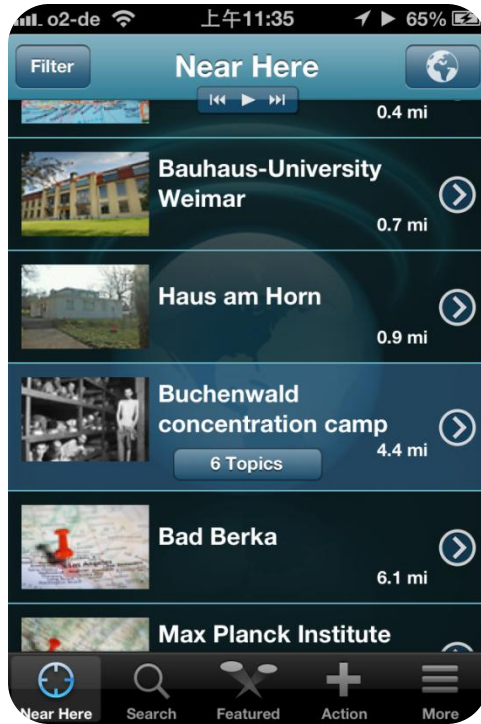 o2-de 上午11:35 65%
Filter Near Here
0.4 mi
Bauhaus-University
Weimar
0.7 mi
Haus am Horn
0.9 mi
Buchenwald
concentration camp
4.4 mi
6 Topics
Bad Berka
6.1 mi
Max Planck Institute
Near Here Search Featured Action More